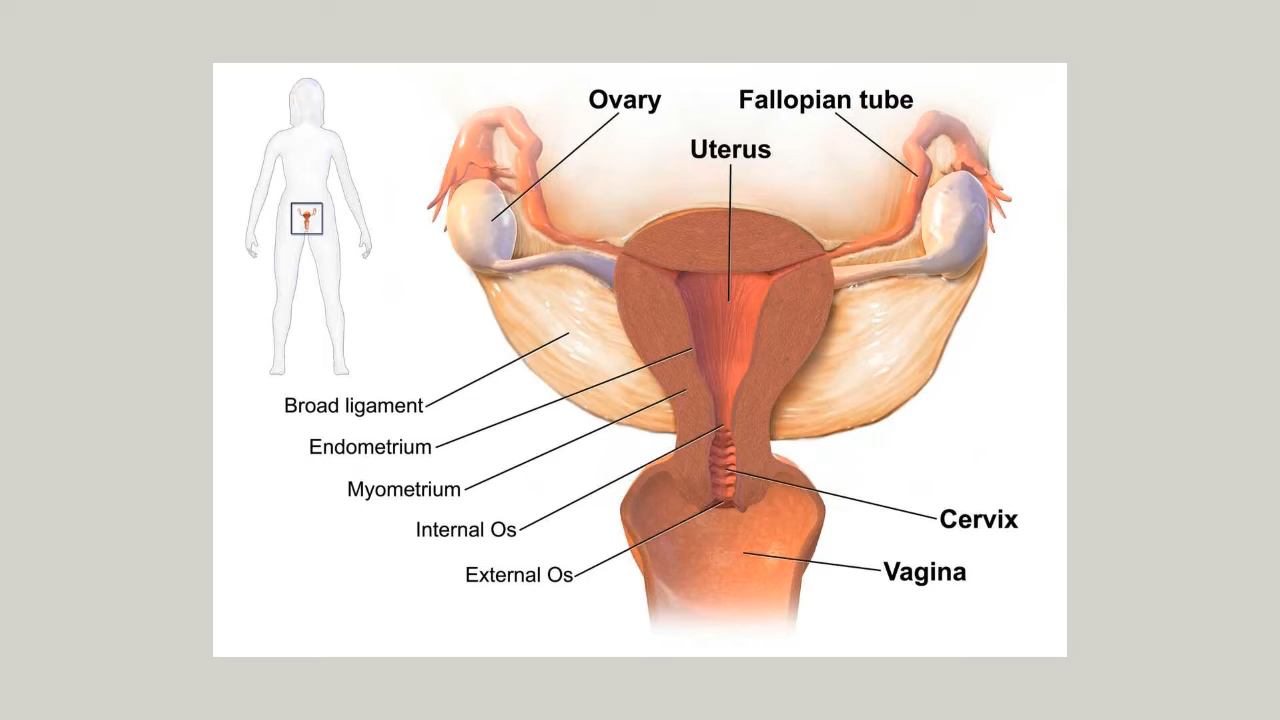 Ovary
Fallopian tube
Uterus
Broad ligament
Endometrium
Myometrium
Internal Os
External Os
Cervix
Vagina